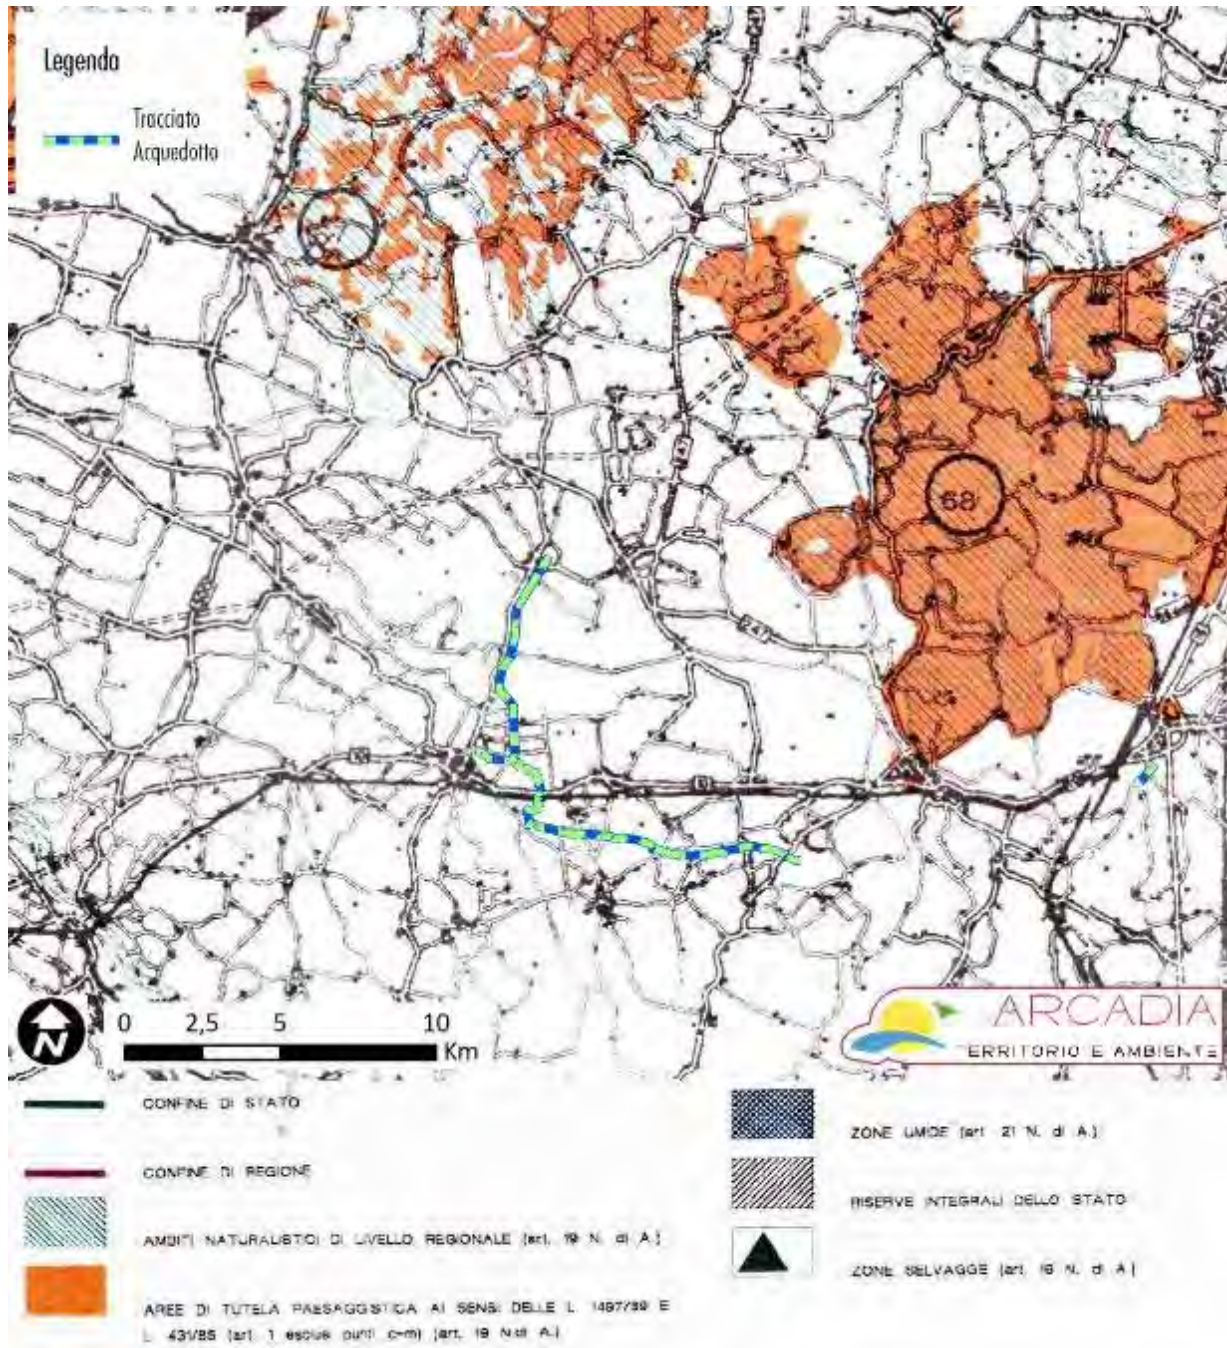 Legenda
Tracciato
Acquedotto
68
0 2,5 5 10
Km
N
ARCADIA
TERRITORIO E AMBIENTE
CONFINE DI STATO
CONFINE DI REGIONE
AMBITI NATURALISTICI DI LIVELLO REGIONALE (art. 19 N. di A.)
AREE DI TUTELA PAESAGGISTICA AI SENSI DELLE L. 1497/39 E
L. 431/85 (art. 1 esclusi punti c-m) (art. 19 N.di A.)
ZONE UMIDE (art. 21 N. di A.)
RISERVE INTEGRALI DELLO STATO
ZONE SELVAGGE (art. 16 N. di A.)